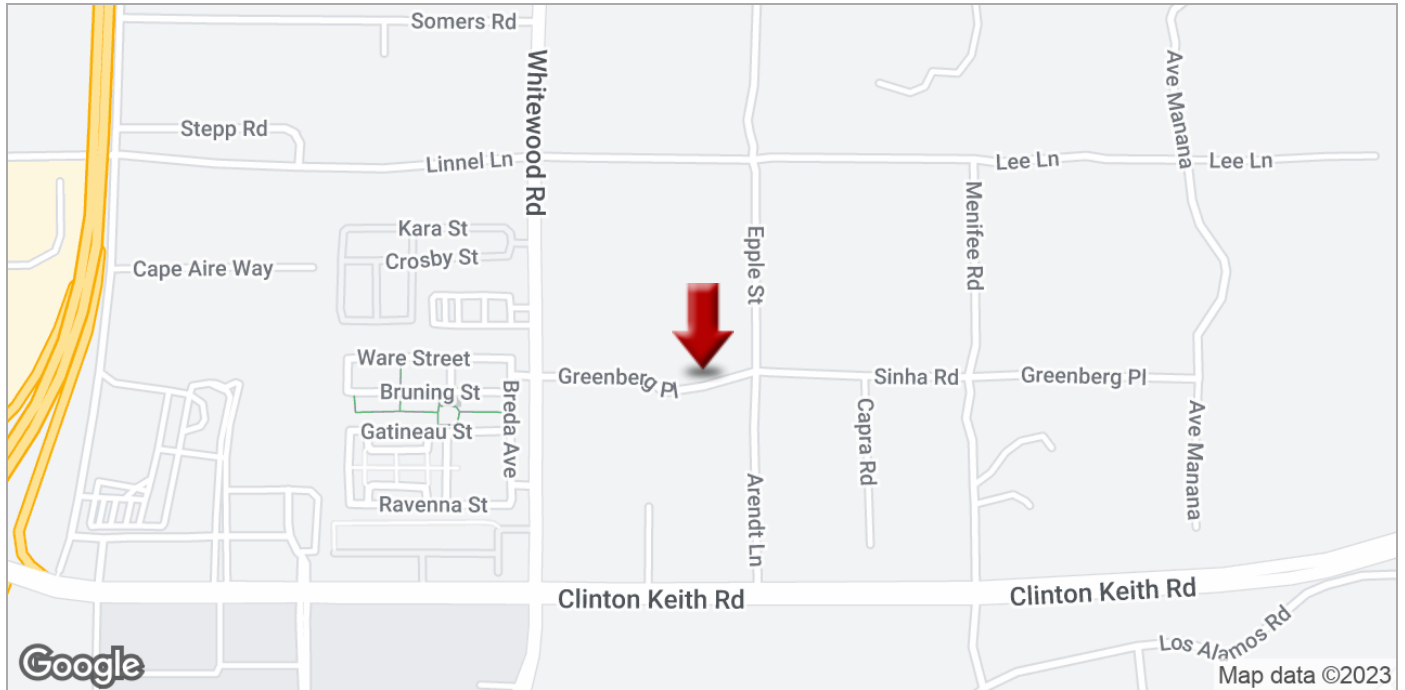 Somers Rd
Whitewood Rd
Ave Manana
Stepp Rd
Linnel Ln
Lee Ln
Lee Ln
Menifee Rd
Kara St
Crosby St
Epple St
Cape Aire Way
Ware Street
Greenberg Pl
Sinha Rd
Greenberg Pl
Bruning St
Breda Ave
Capra Rd
Ave Manana
Gatineau St
Ravenna St
Arendt Ln
Clinton Keith Rd
Clinton Keith Rd
Los Alamos Rd
Google
Map data ©2023